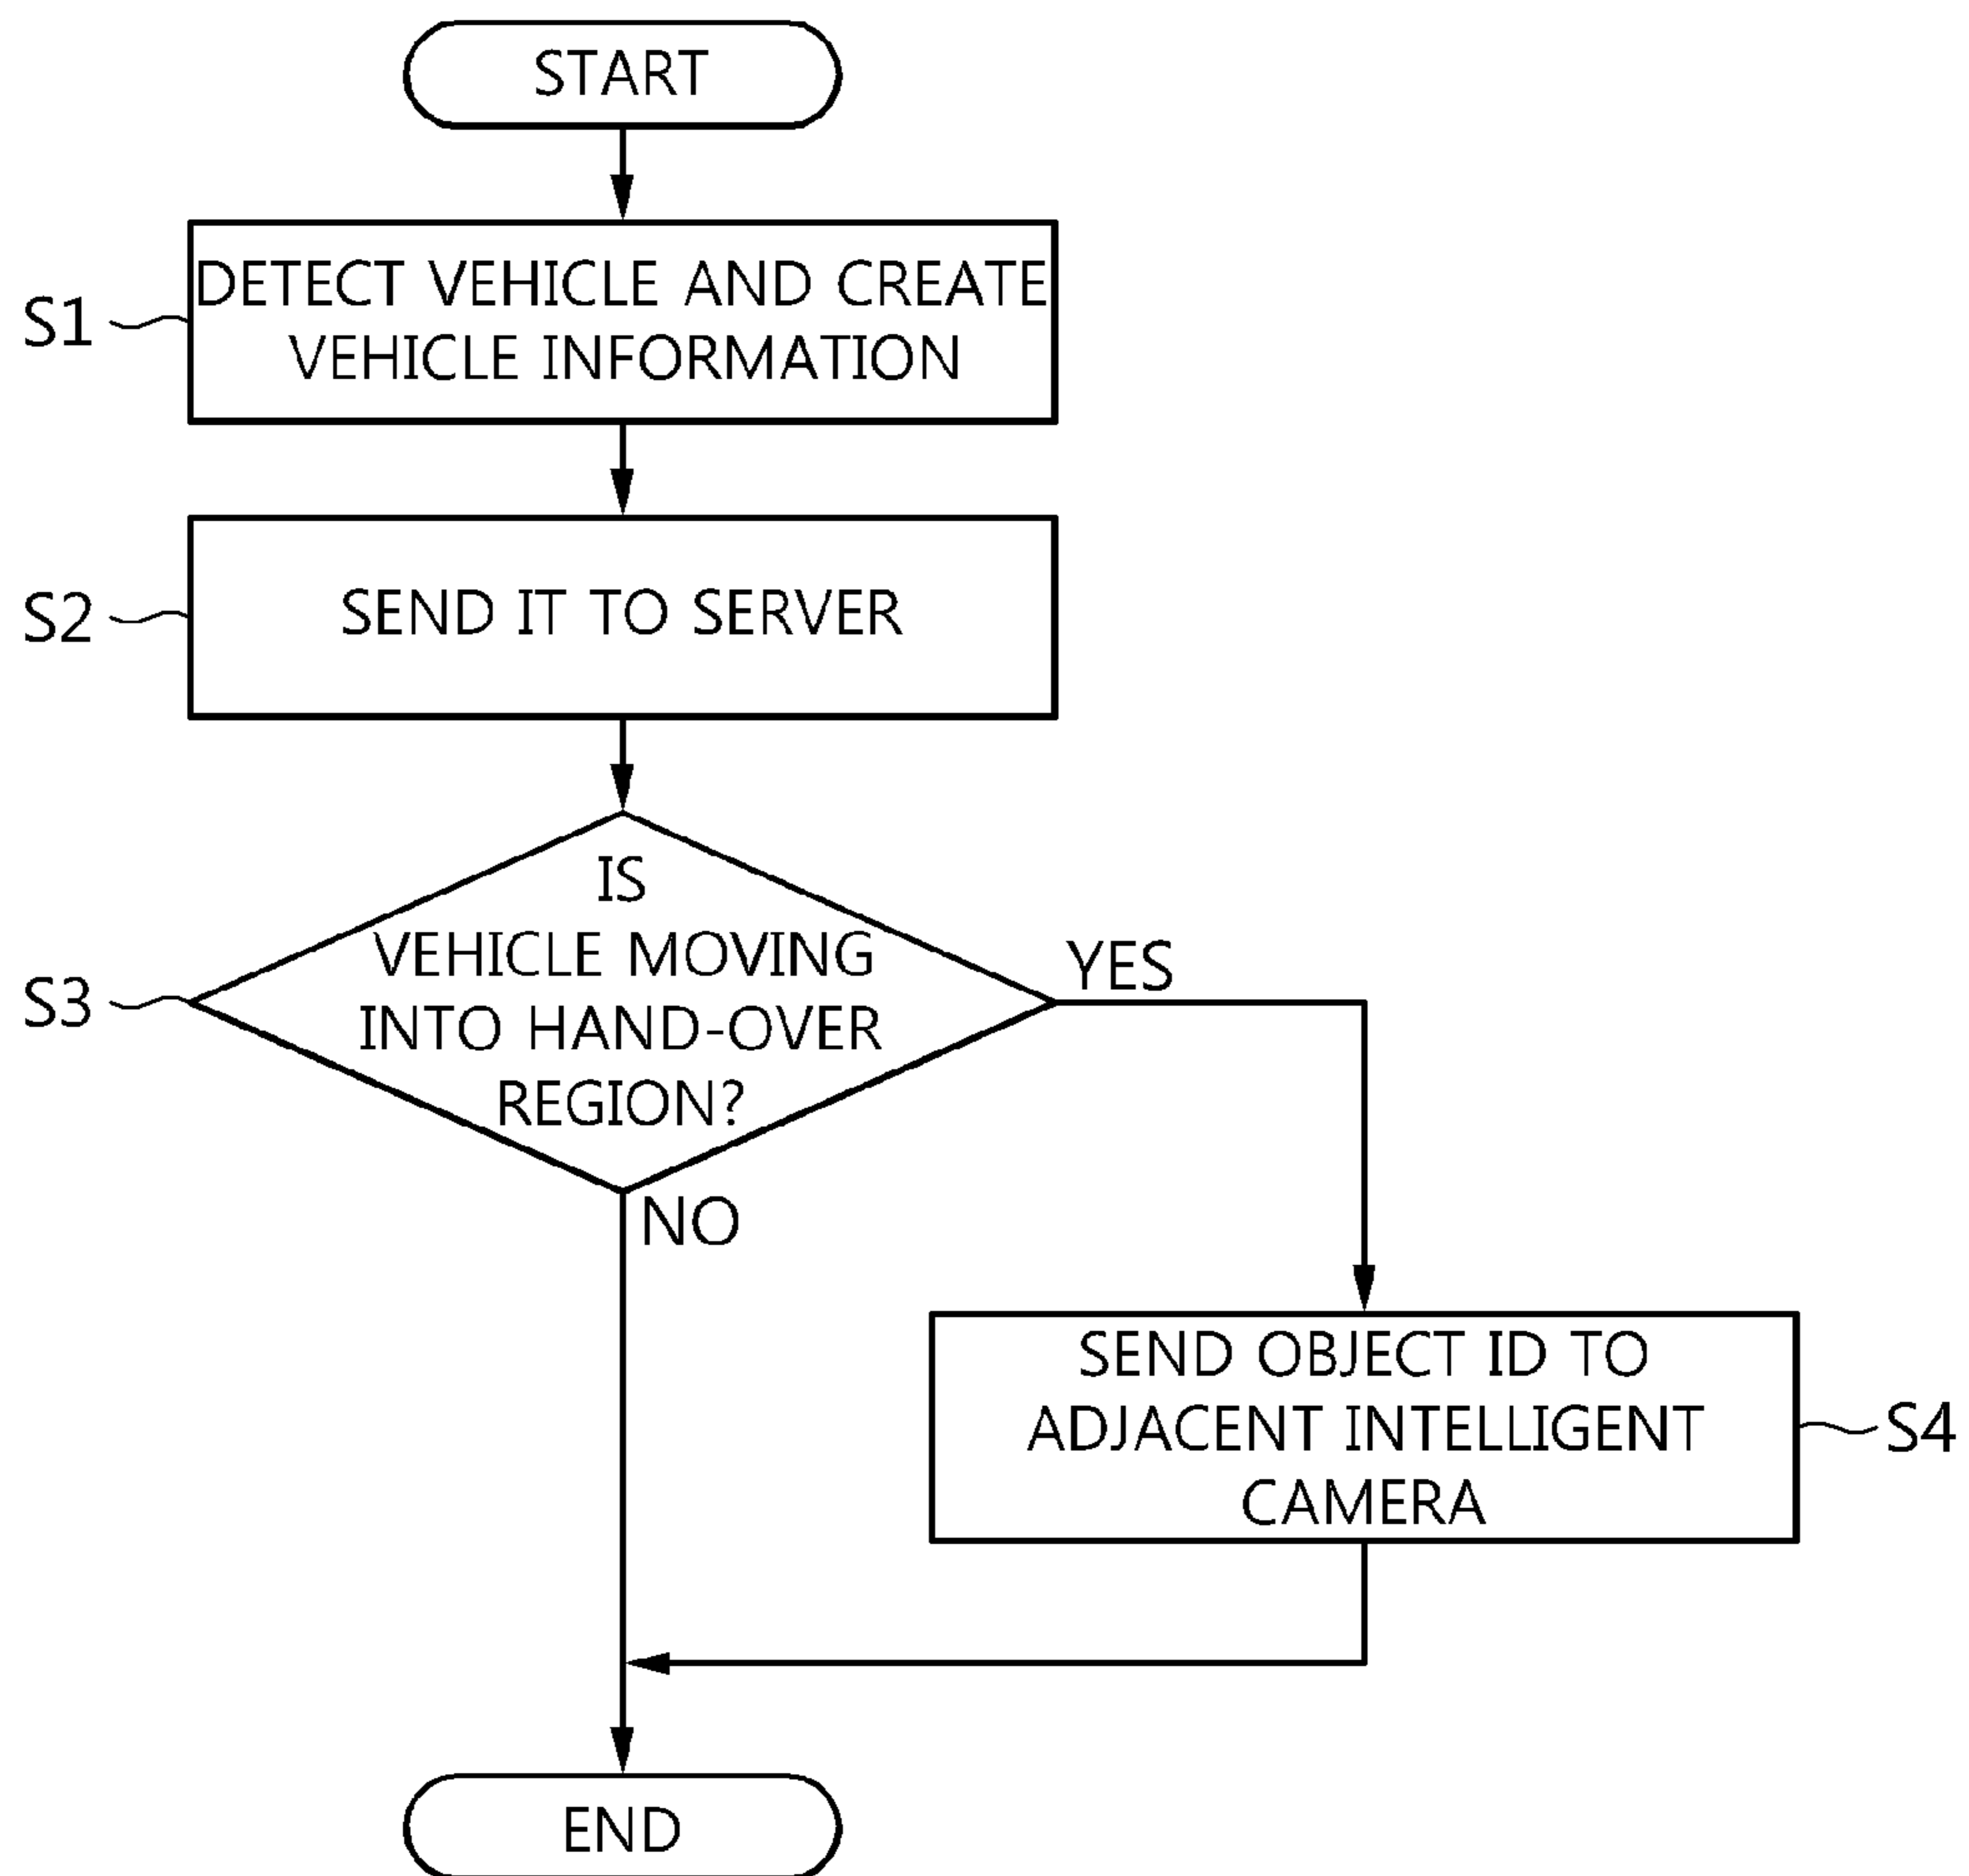 START
S1
DETECT VEHICLE AND CREATE
VEHICLE INFORMATION
S2
SEND IT TO SERVER
S3
IS
VEHICLE MOVING
INTO HAND-OVER
REGION?
YES
NO
SEND OBJECT ID TO
ADJACENT INTELLIGENT
CAMERA
S4
END